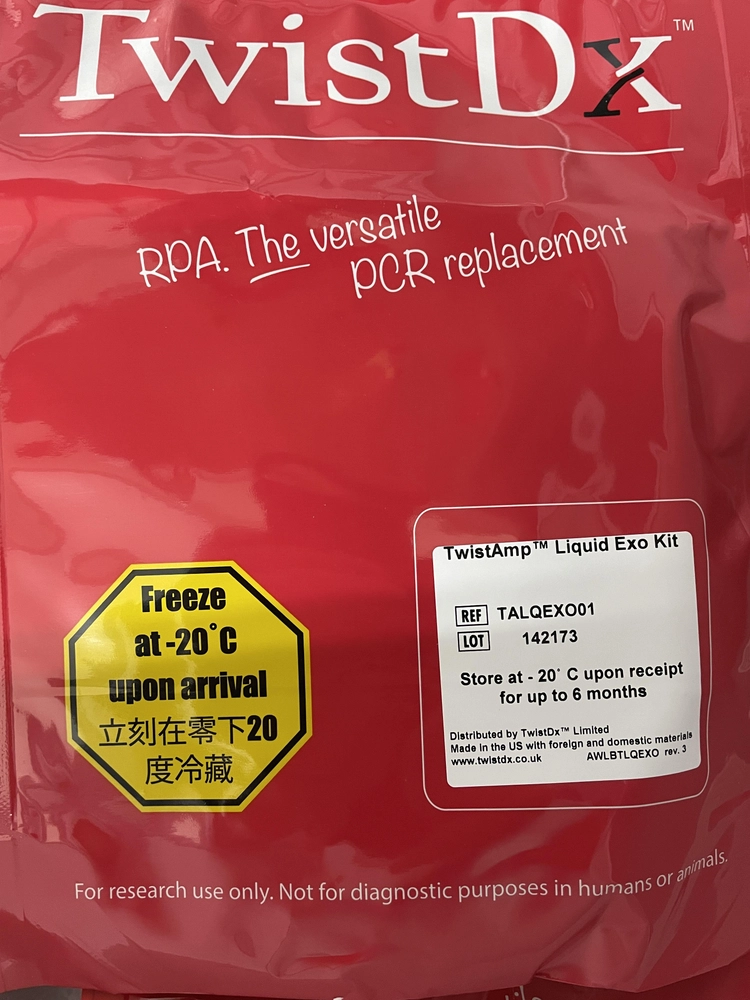 TwistDx™
RPA. The versatile
PCR replacement
Freeze
at -20°C
upon arrival
立刻在零下20
度冷藏
TwistAmp™ Liquid Exo Kit
REF TALQEXO01
LOT 142173
Store at - 20° C upon receipt
for up to 6 months
Distributed by TwistDx™ Limited
Made in the US with foreign and domestic materials
www.twistdx.co.uk AWLBTLQEXO rev. 3
For research use only. Not for diagnostic purposes in humans or animals.